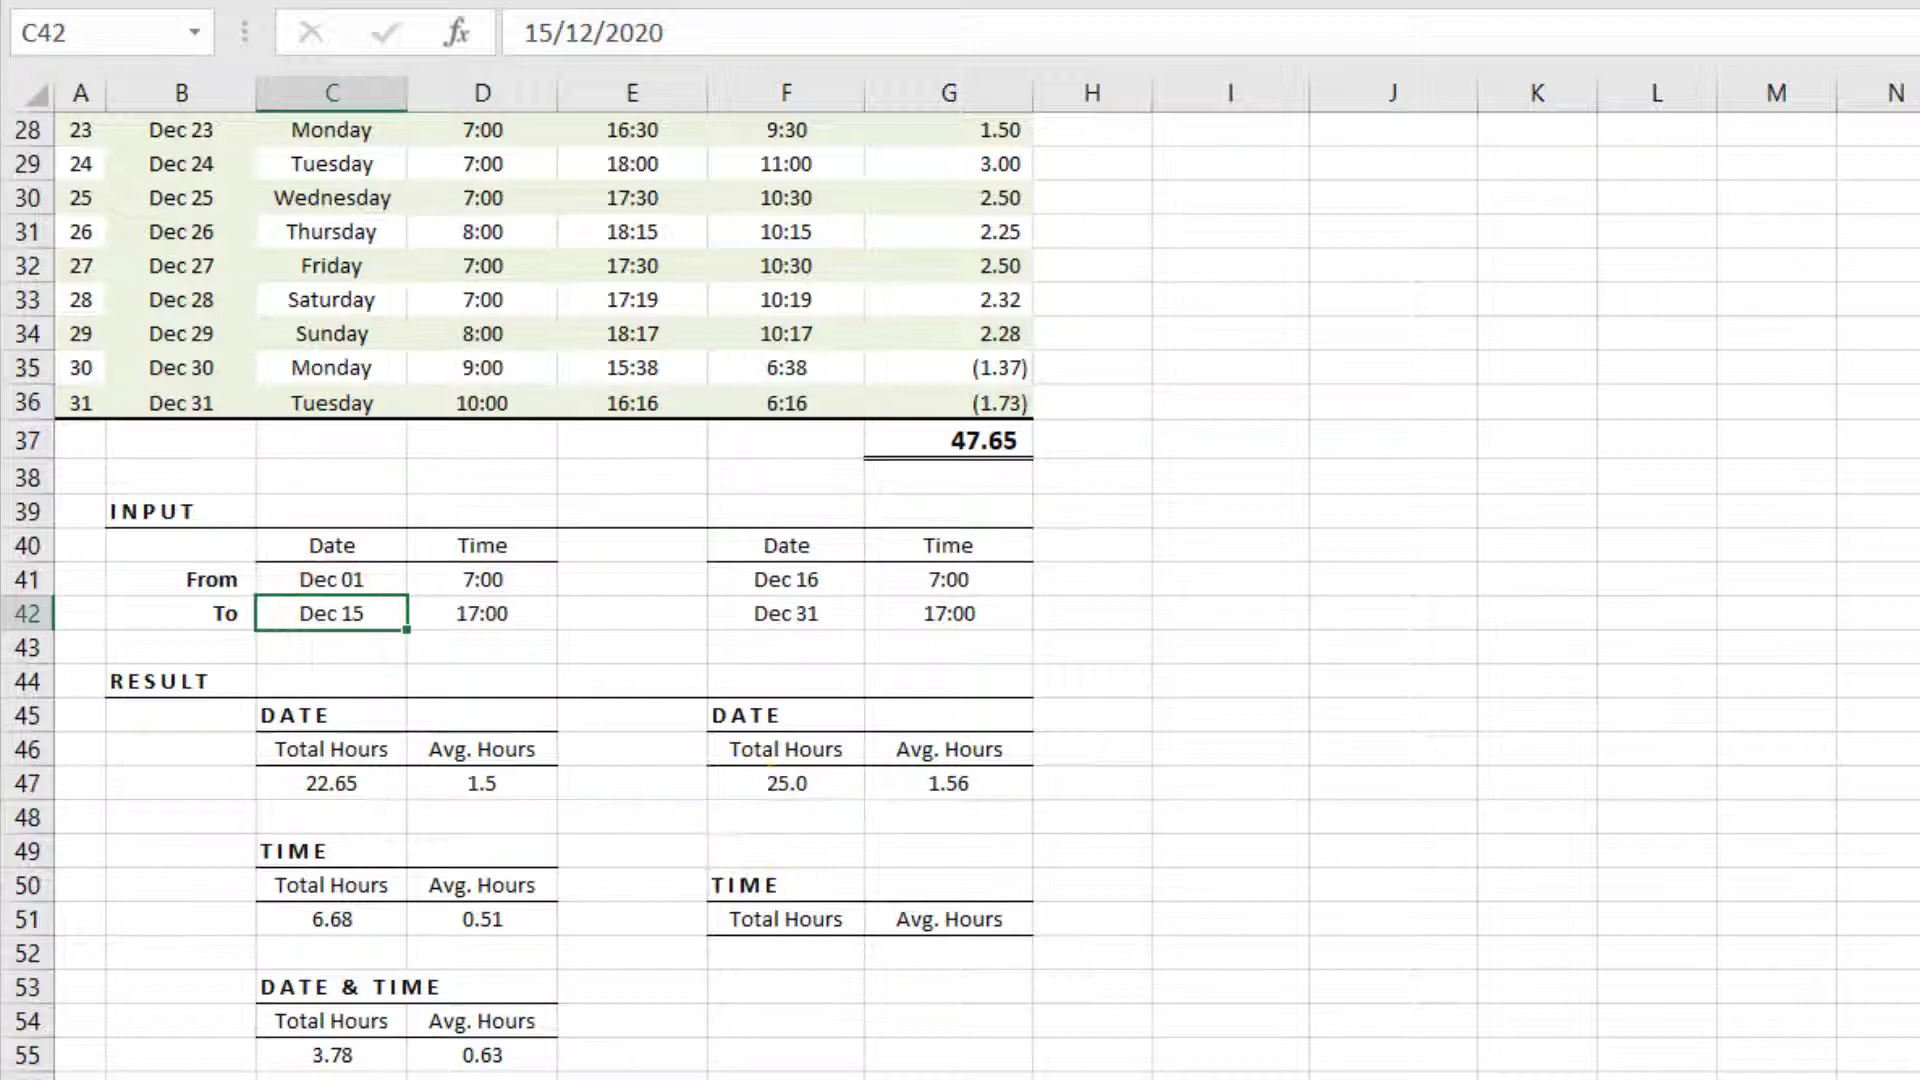 C42 fx 15/12/2020
A B C D E F G H I J K L M N
28 23 Dec 23 Monday 7:00 16:30 9:30 1.50
29 24 Dec 24 Tuesday 7:00 18:00 11:00 3.00
30 25 Dec 25 Wednesday 7:00 17:30 10:30 2.50
31 26 Dec 26 Thursday 8:00 18:15 10:15 2.25
32 27 Dec 27 Friday 7:00 17:30 10:30 2.50
33 28 Dec 28 Saturday 7:00 17:19 10:19 2.32
34 29 Dec 29 Sunday 8:00 18:17 10:17 2.28
35 30 Dec 30 Monday 9:00 15:38 6:38 (1.37)
36 31 Dec 31 Tuesday 10:00 16:16 6:16 (1.73)
37 47.65
38
39 INPUT
40 Date Time Date Time
41 From Dec 01 7:00 Dec 16 7:00
42 To Dec 15 17:00 Dec 31 17:00
43
44 RESULT
45 DATE DATE
46 Total Hours Avg. Hours Total Hours Avg. Hours
47 22.65 1.5 25.0 1.56
48
49 TIME
50 Total Hours Avg. Hours TIME
51 6.68 0.51 Total Hours Avg. Hours
52
53 DATE & TIME
54 Total Hours Avg. Hours
55 3.78 0.63